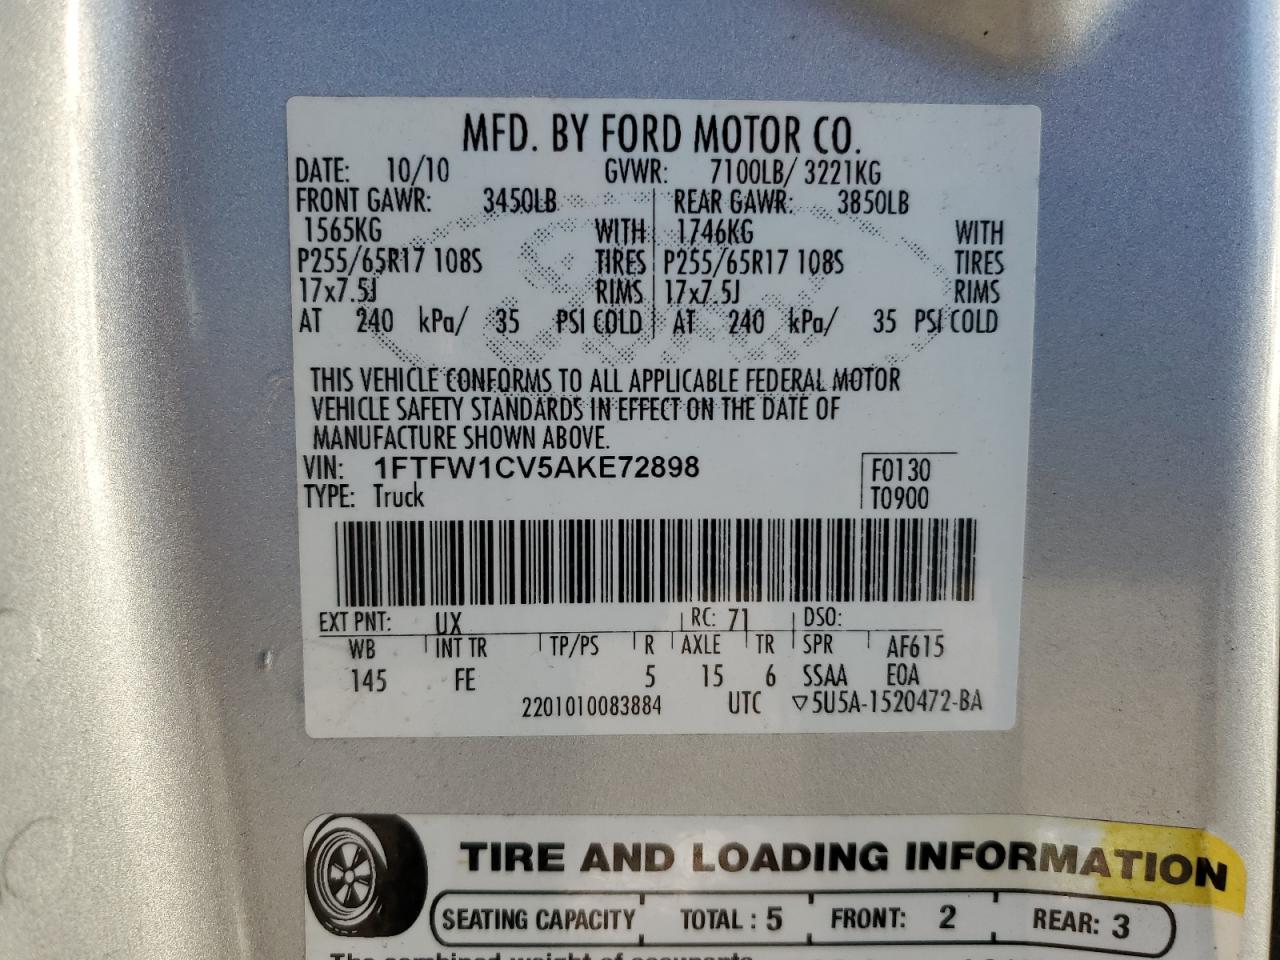 MFD. BY FORD MOTOR CO.
DATE: 10/10 GVWR: 7100LB/ 3221KG
FRONT GAWR: 3450LB REAR GAWR: 3850LB
1565KG WITH 1746KG WITH
P255/65R17 108S TIRES P255/65R17 108S TIRES
17x7.5J RIMS 17x7.5J RIMS
AT 240 kPa/ 35 PSI COLD AT 240 kPa/ 35 PSI COLD
THIS VEHICLE CONFORMS TO ALL APPLICABLE FEDERAL MOTOR
VEHICLE SAFETY STANDARDS IN EFFECT ON THE DATE OF
MANUFACTURE SHOWN ABOVE.
VIN: 1FTFW1CV5AKE72898 F0130
TYPE: Truck T0900
EXT PNT: UX RC: 71 DSO:
WB INT TR TP/PS R AXLE TR SPR AF615
145 FE 5 15 6 SSAA E0A
2201010083884 UTC ▽5U5A-1520472-BA
TIRE AND LOADING INFORMATION
SEATING CAPACITY TOTAL : 5 FRONT: 2 REAR: 3
The combined weight of occupants